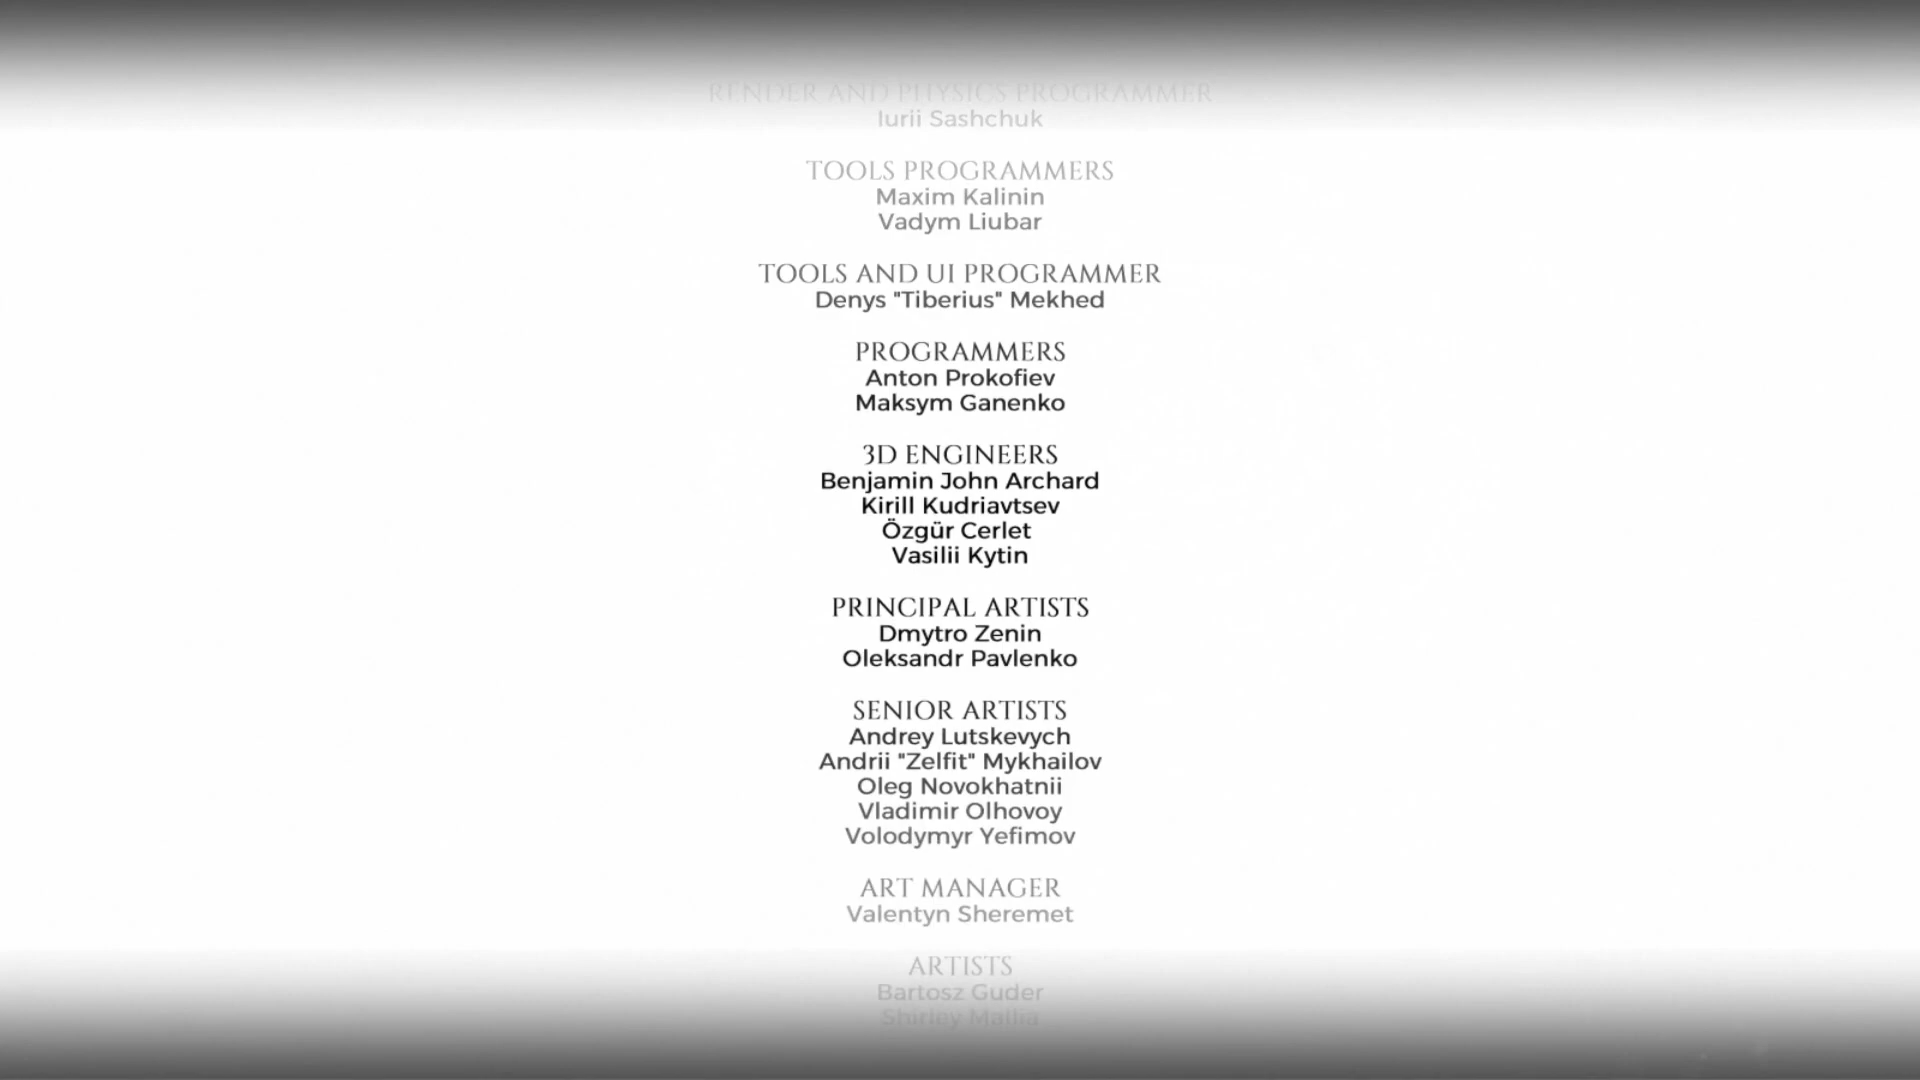 RENDER AND PHYSICS PROGRAMMER
Iurii Sashchuk
TOOLS PROGRAMMERS
Maxim Kalinin
Vadym Liubar
TOOLS AND UI PROGRAMMER
Denys "Tiberius" Mekhed
PROGRAMMERS
Anton Prokofiev
Maksym Ganenko
3D ENGINEERS
Benjamin John Archard
Kirill Kudriavtsev
Özgür Cerlet
Vasilii Kytin
PRINCIPAL ARTISTS
Dmytro Zenin
Oleksandr Pavlenko
SENIOR ARTISTS
Andrey Lutskevych
Andrii "Zelfit" Mykhailov
Oleg Novokhatnii
Vladimir Olhovoy
Volodymyr Yefimov
ART MANAGER
Valentyn Sheremet
ARTISTS
Bartosz Guder
Shirley Mallia